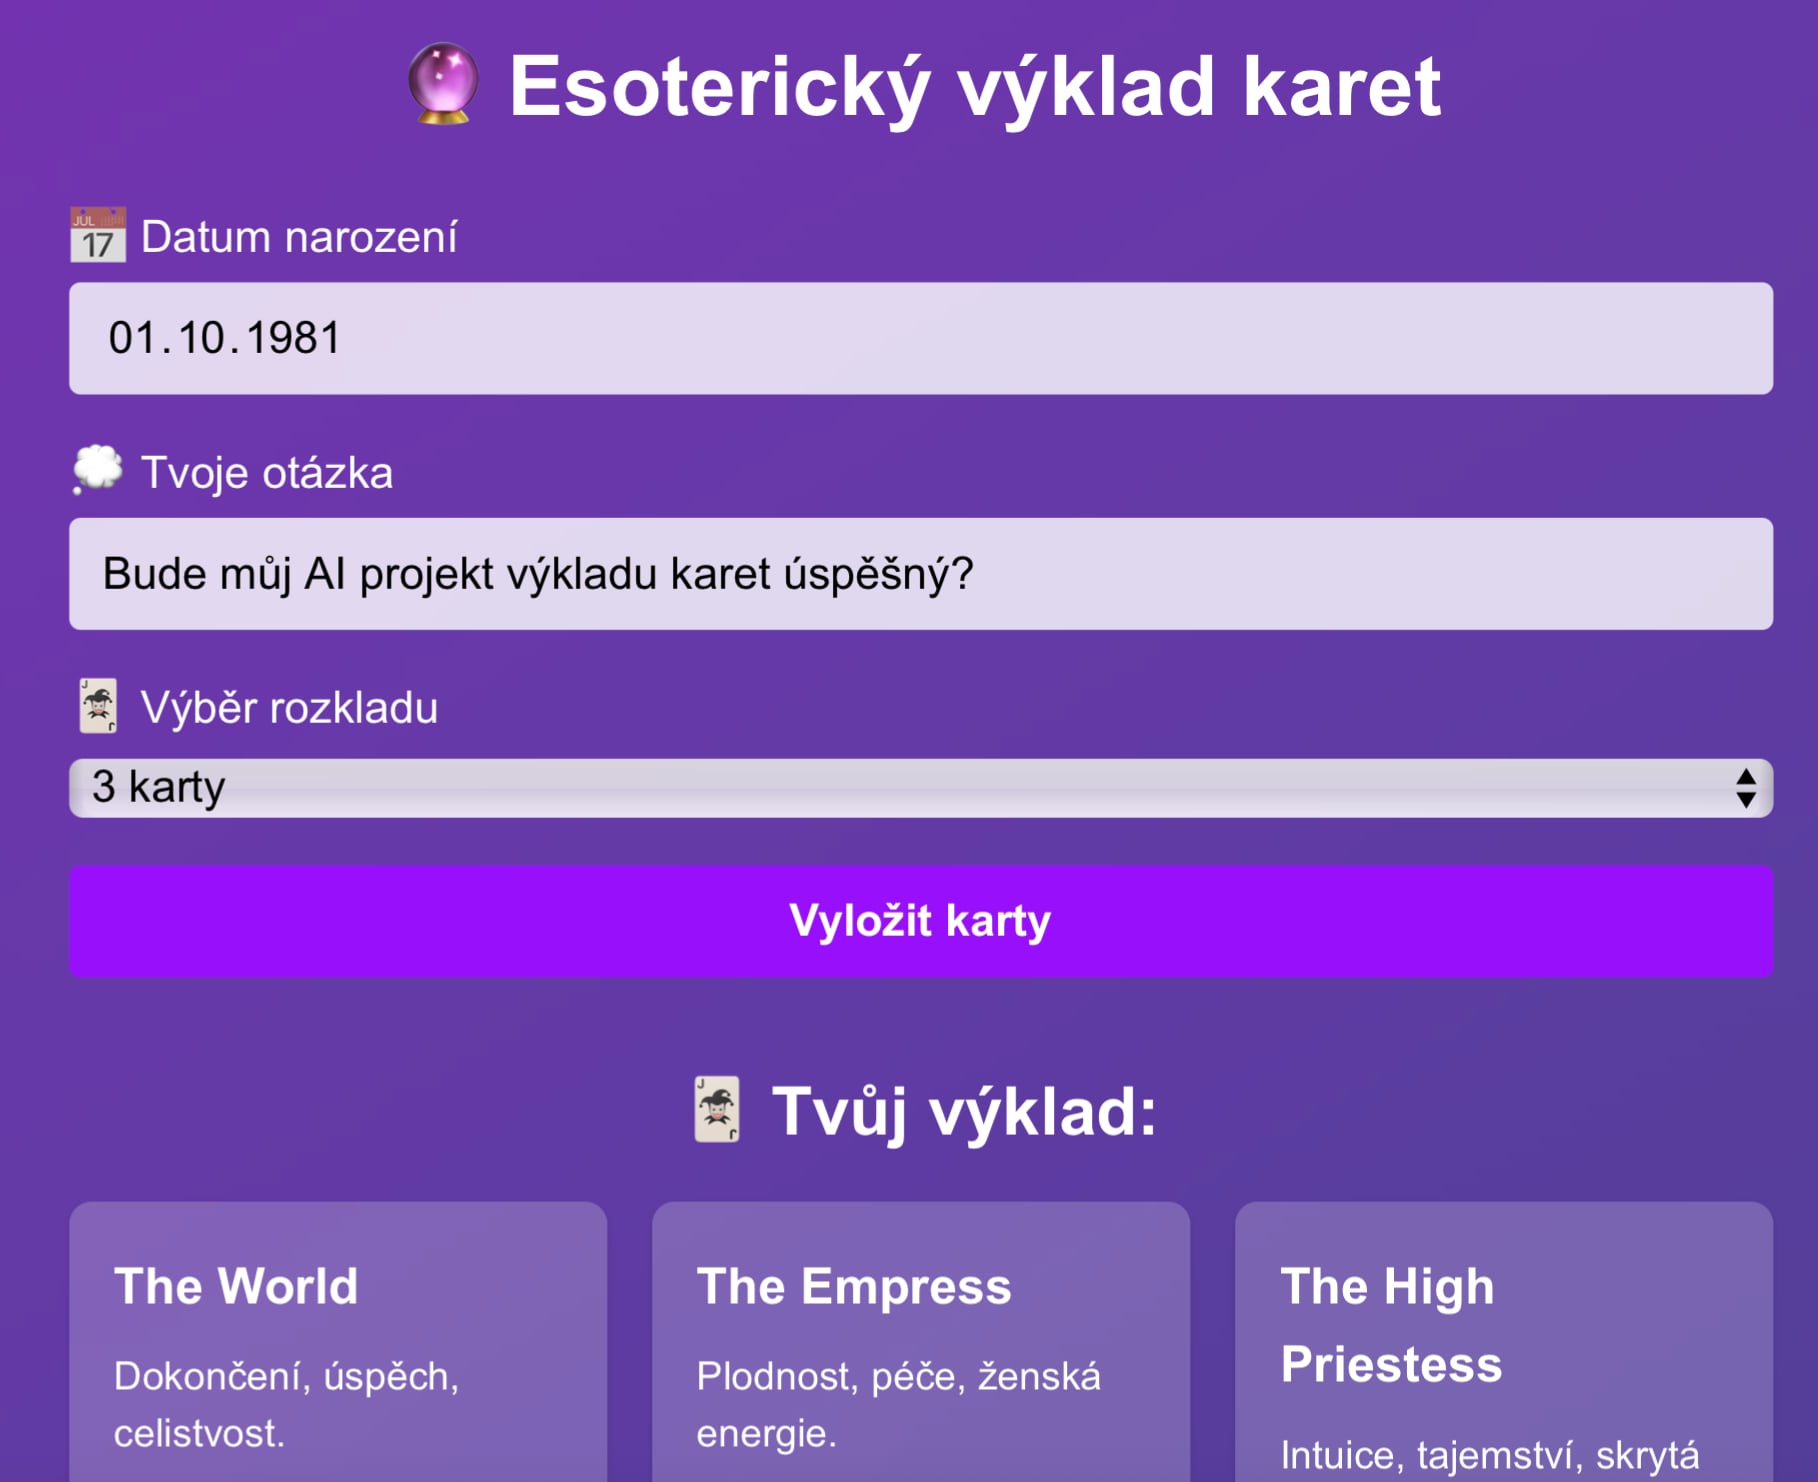 Esoterický výklad karet
JUL
17
Datum narození
01.10.1981
Tvoje otázka
Bude můj AI projekt výkladu karet úspěšný?
J
J
Výběr rozkladu
3 karty
Vyložit karty
J
J
Tvůj výklad:
The World
Dokončení, úspěch,
celistvost.
The Empress
Plodnost, péče, ženská
energie.
The High
Priestess
Intuice, tajemství, skrytá